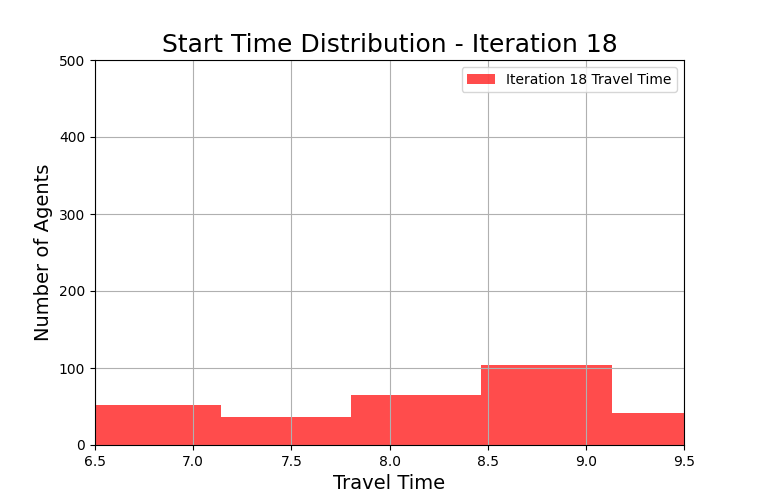 Start Time Distribution - Iteration 18
Iteration 18 Travel Time
Number of Agents
500
400
300
200
100
0
6.5 7.0 7.5 8.0 8.5 9.0 9.5
Travel Time